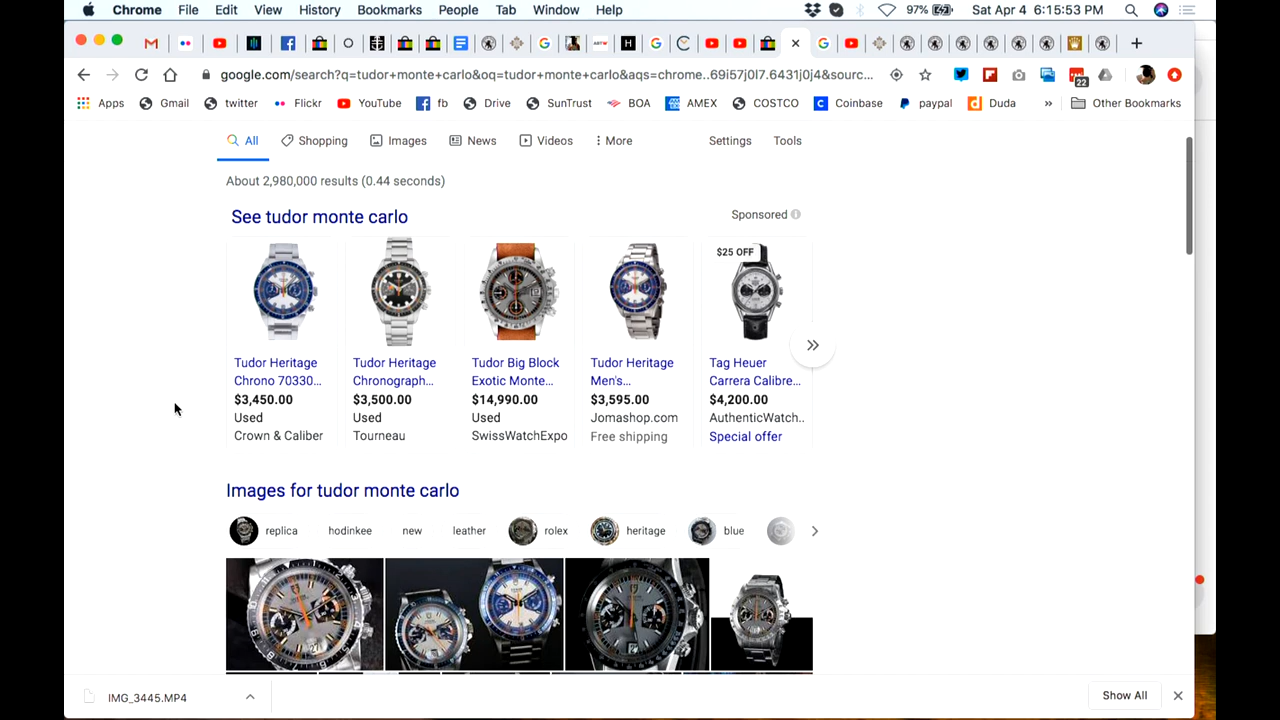 Chrome File Edit View History Bookmarks People Tab Window Help 97% Sat Apr 4 6:15:53 PM
google.com/search?q=tudor+monte+carlo&oq=tudor+monte+carlo&aqs=chrome..69i57j0l7.6431j0j4&sourc... 22
Apps Gmail twitter Flickr YouTube fb Drive SunTrust BOA AMEX COSTCO Coinbase paypal Duda » Other Bookmarks
All Shopping Images News Videos More Settings Tools
About 2,980,000 results (0.44 seconds)
See tudor monte carlo Sponsored
$25 OFF
Tudor Heritage Tudor Heritage Tudor Big Block Tudor Heritage Tag Heuer
Chrono 70330... Chronograph... Exotic Monte... Men's... Carrera Calibre...
$3,450.00 $3,500.00 $14,990.00 $3,595.00 $4,200.00
Used Used Used Jomashop.com AuthenticWatch..
Crown & Caliber Tourneau SwissWatchExpo Free shipping Special offer
Images for tudor monte carlo
replica hodinkee new leather rolex heritage blue
IMG_3445.MP4 Show All